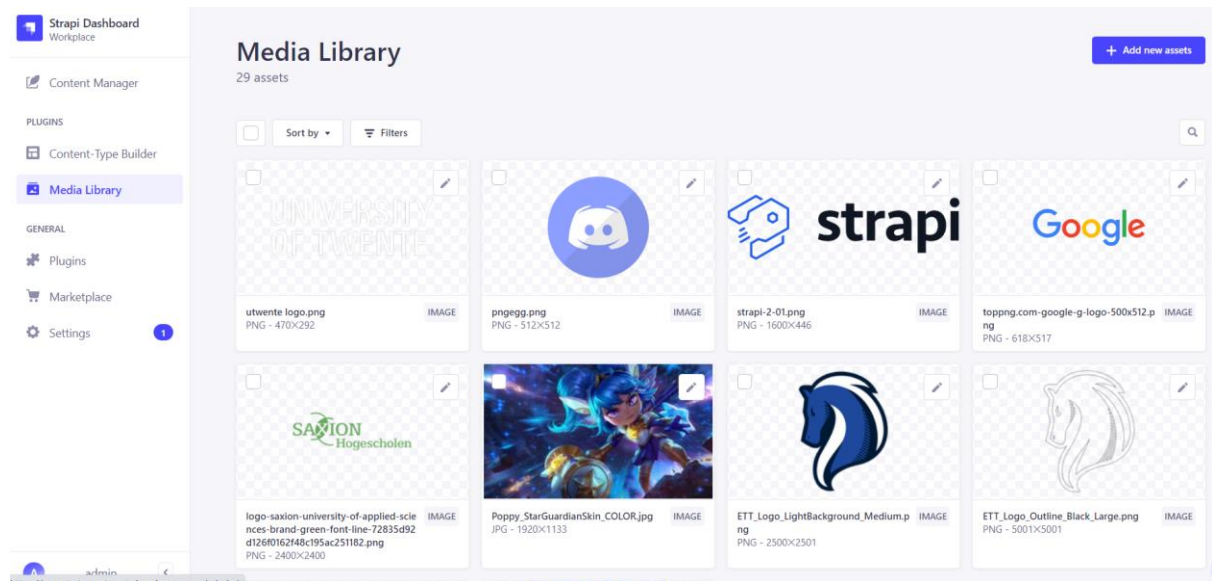 Strapi Dashboard
Workplace
Content Manager
PLUGINS
Content-Type Builder
Media Library
GENERAL
Plugins
Marketplace
Settings
1
Media Library
29 assets
+ Add new assets
Sort by
Filters
UNIVERSITY
OF TWENTE
strapi
Google
utwente logo.png
IMAGE
PNG - 470✕292
pngegg.png
IMAGE
PNG - 512✕512
strapi-2-01.png
IMAGE
PNG - 1600✕446
toppng.com-google-g-logo-500x512.p
ng
IMAGE
PNG - 618✕517
SAXION
Hogescholen
logo-saxion-university-of-applied-scie
nces-brand-green-font-line-72835d92
d126f0162f48c195ac251182.png
IMAGE
PNG - 2400✕2400
Poppy_StarGuardianSkin_COLOR.jpg
IMAGE
JPG - 1920✕1133
ETT_Logo_LightBackground_Medium.p
ng
IMAGE
PNG - 2500✕2501
ETT_Logo_Outline_Black_Large.png
IMAGE
PNG - 5001✕5001
A
admin